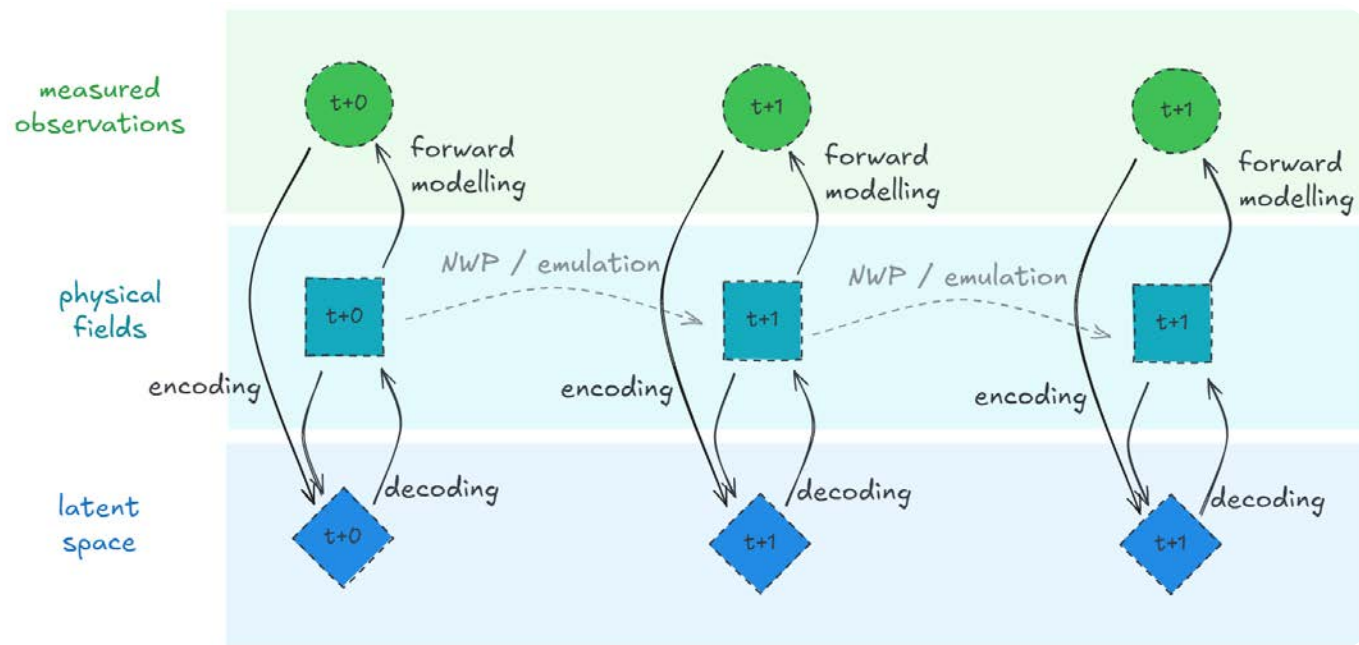 measured
observations
t+0
t+1
t+1
forward
modelling
forward
modelling
forward
modelling
physical
fields
NWP / emulation
NWP / emulation
t+0
t+1
t+1
encoding
encoding
encoding
latent
space
decoding
decoding
decoding
t+0
t+1
t+1